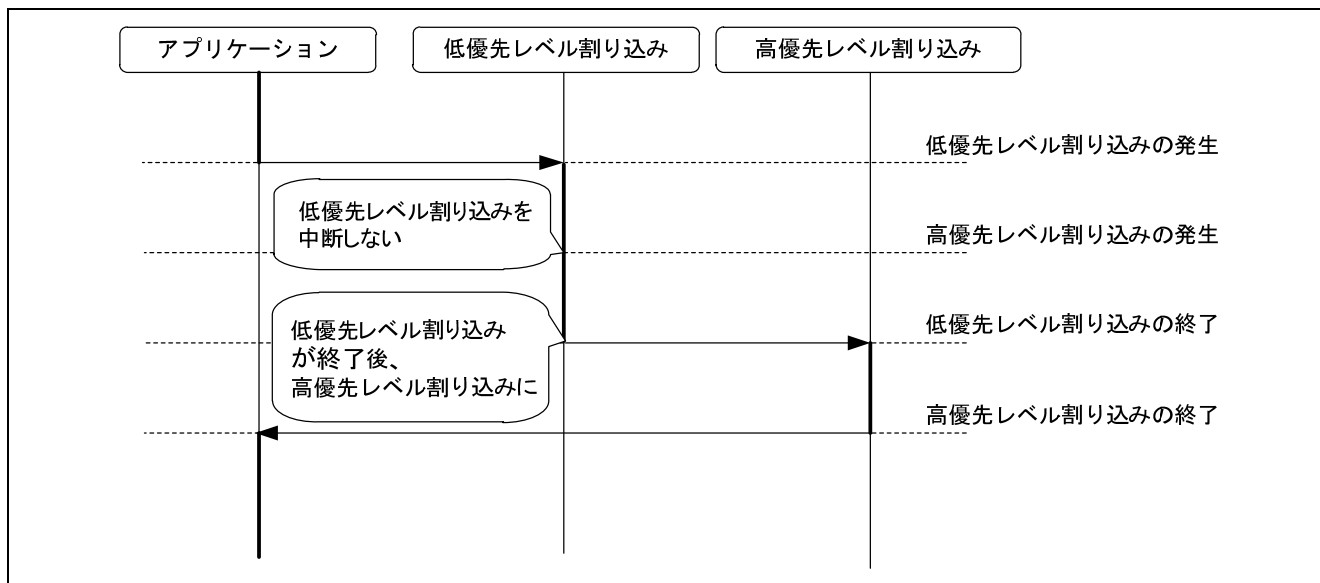 アプリケーション
低優先レベル割り込み
高優先レベル割り込み
低優先レベル割り込みの発生
低優先レベル割り込みを
中断しない
高優先レベル割り込みの発生
低優先レベル割り込み
が終了後、
高優先レベル割り込みに
低優先レベル割り込みの終了
高優先レベル割り込みの終了